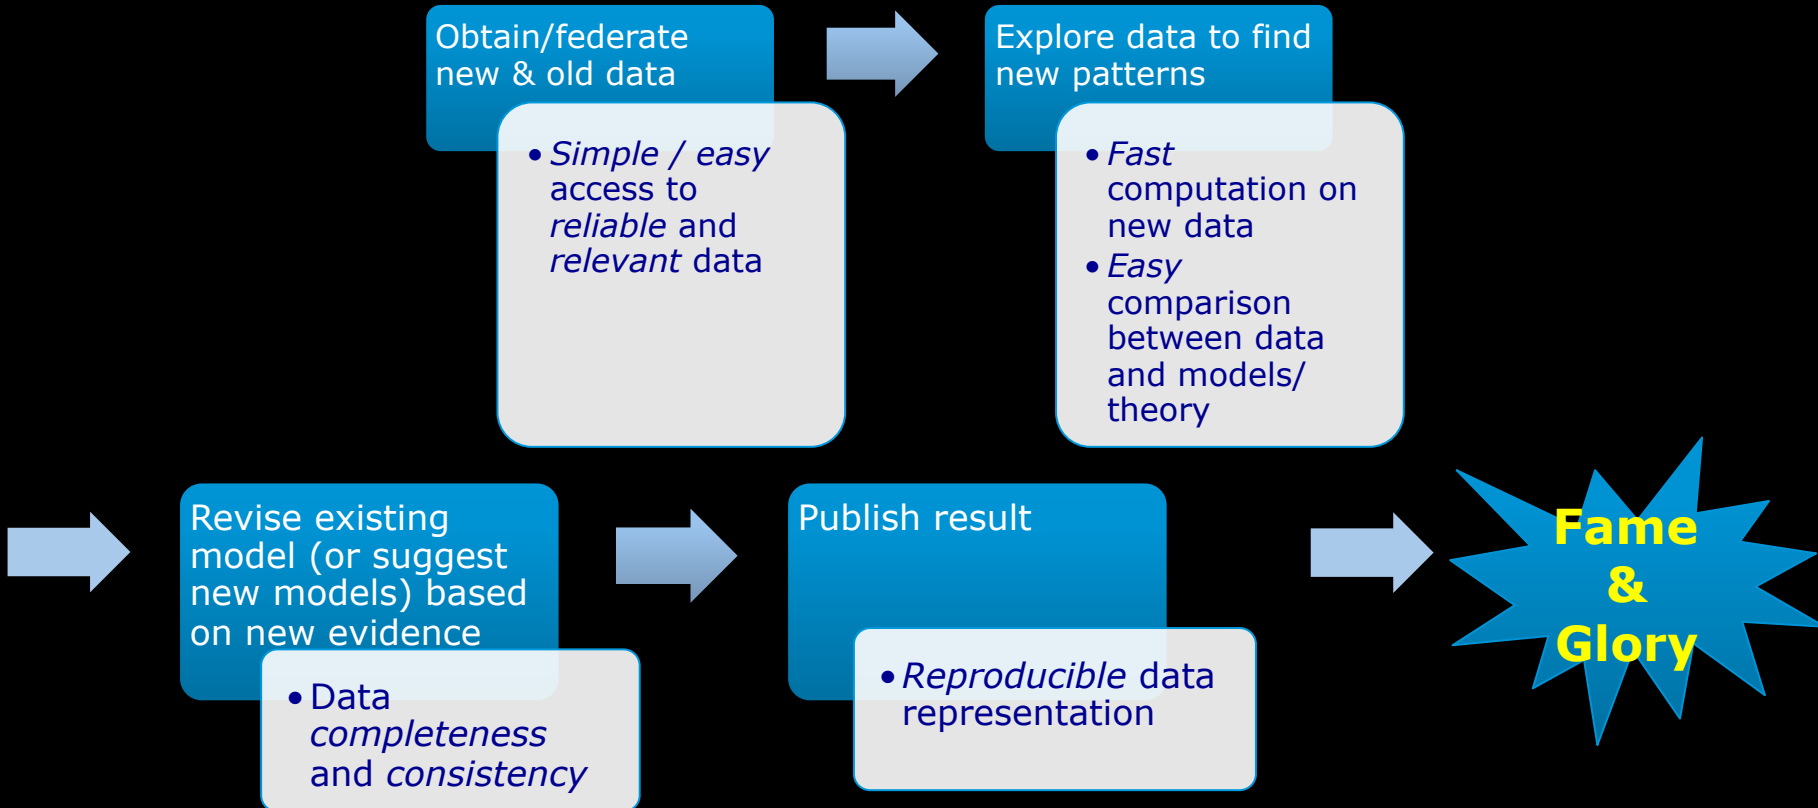 Obtain/federate
new & old data
• Simple / easy
access to
reliable and
relevant data
Explore data to find
new patterns
• Fast
computation on
new data
• Easy
comparison
between data
and models/
theory
Revise existing
model (or suggest
new models) based
on new evidence
• Data
completeness
and consistency
Publish result
• Reproducible data
representation
Fame
&
Glory